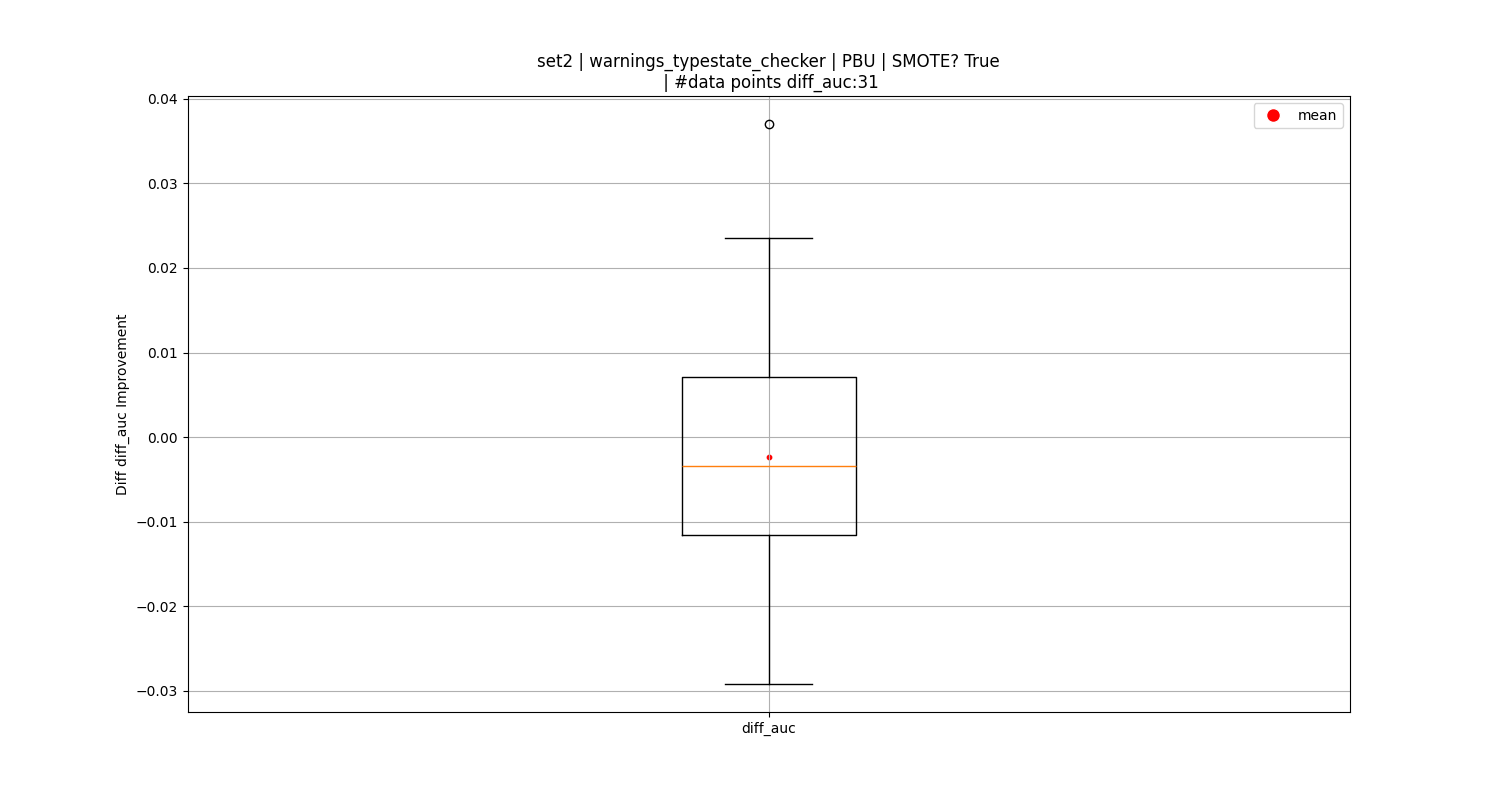 set2 | warnings_typestate_checker | PBU | SMOTE? True
| #data points diff_auc:31
mean
0.04
0.03
0.02
0.01
0.00
−0.01
−0.02
−0.03
Diff diff_auc Improvement
diff_auc